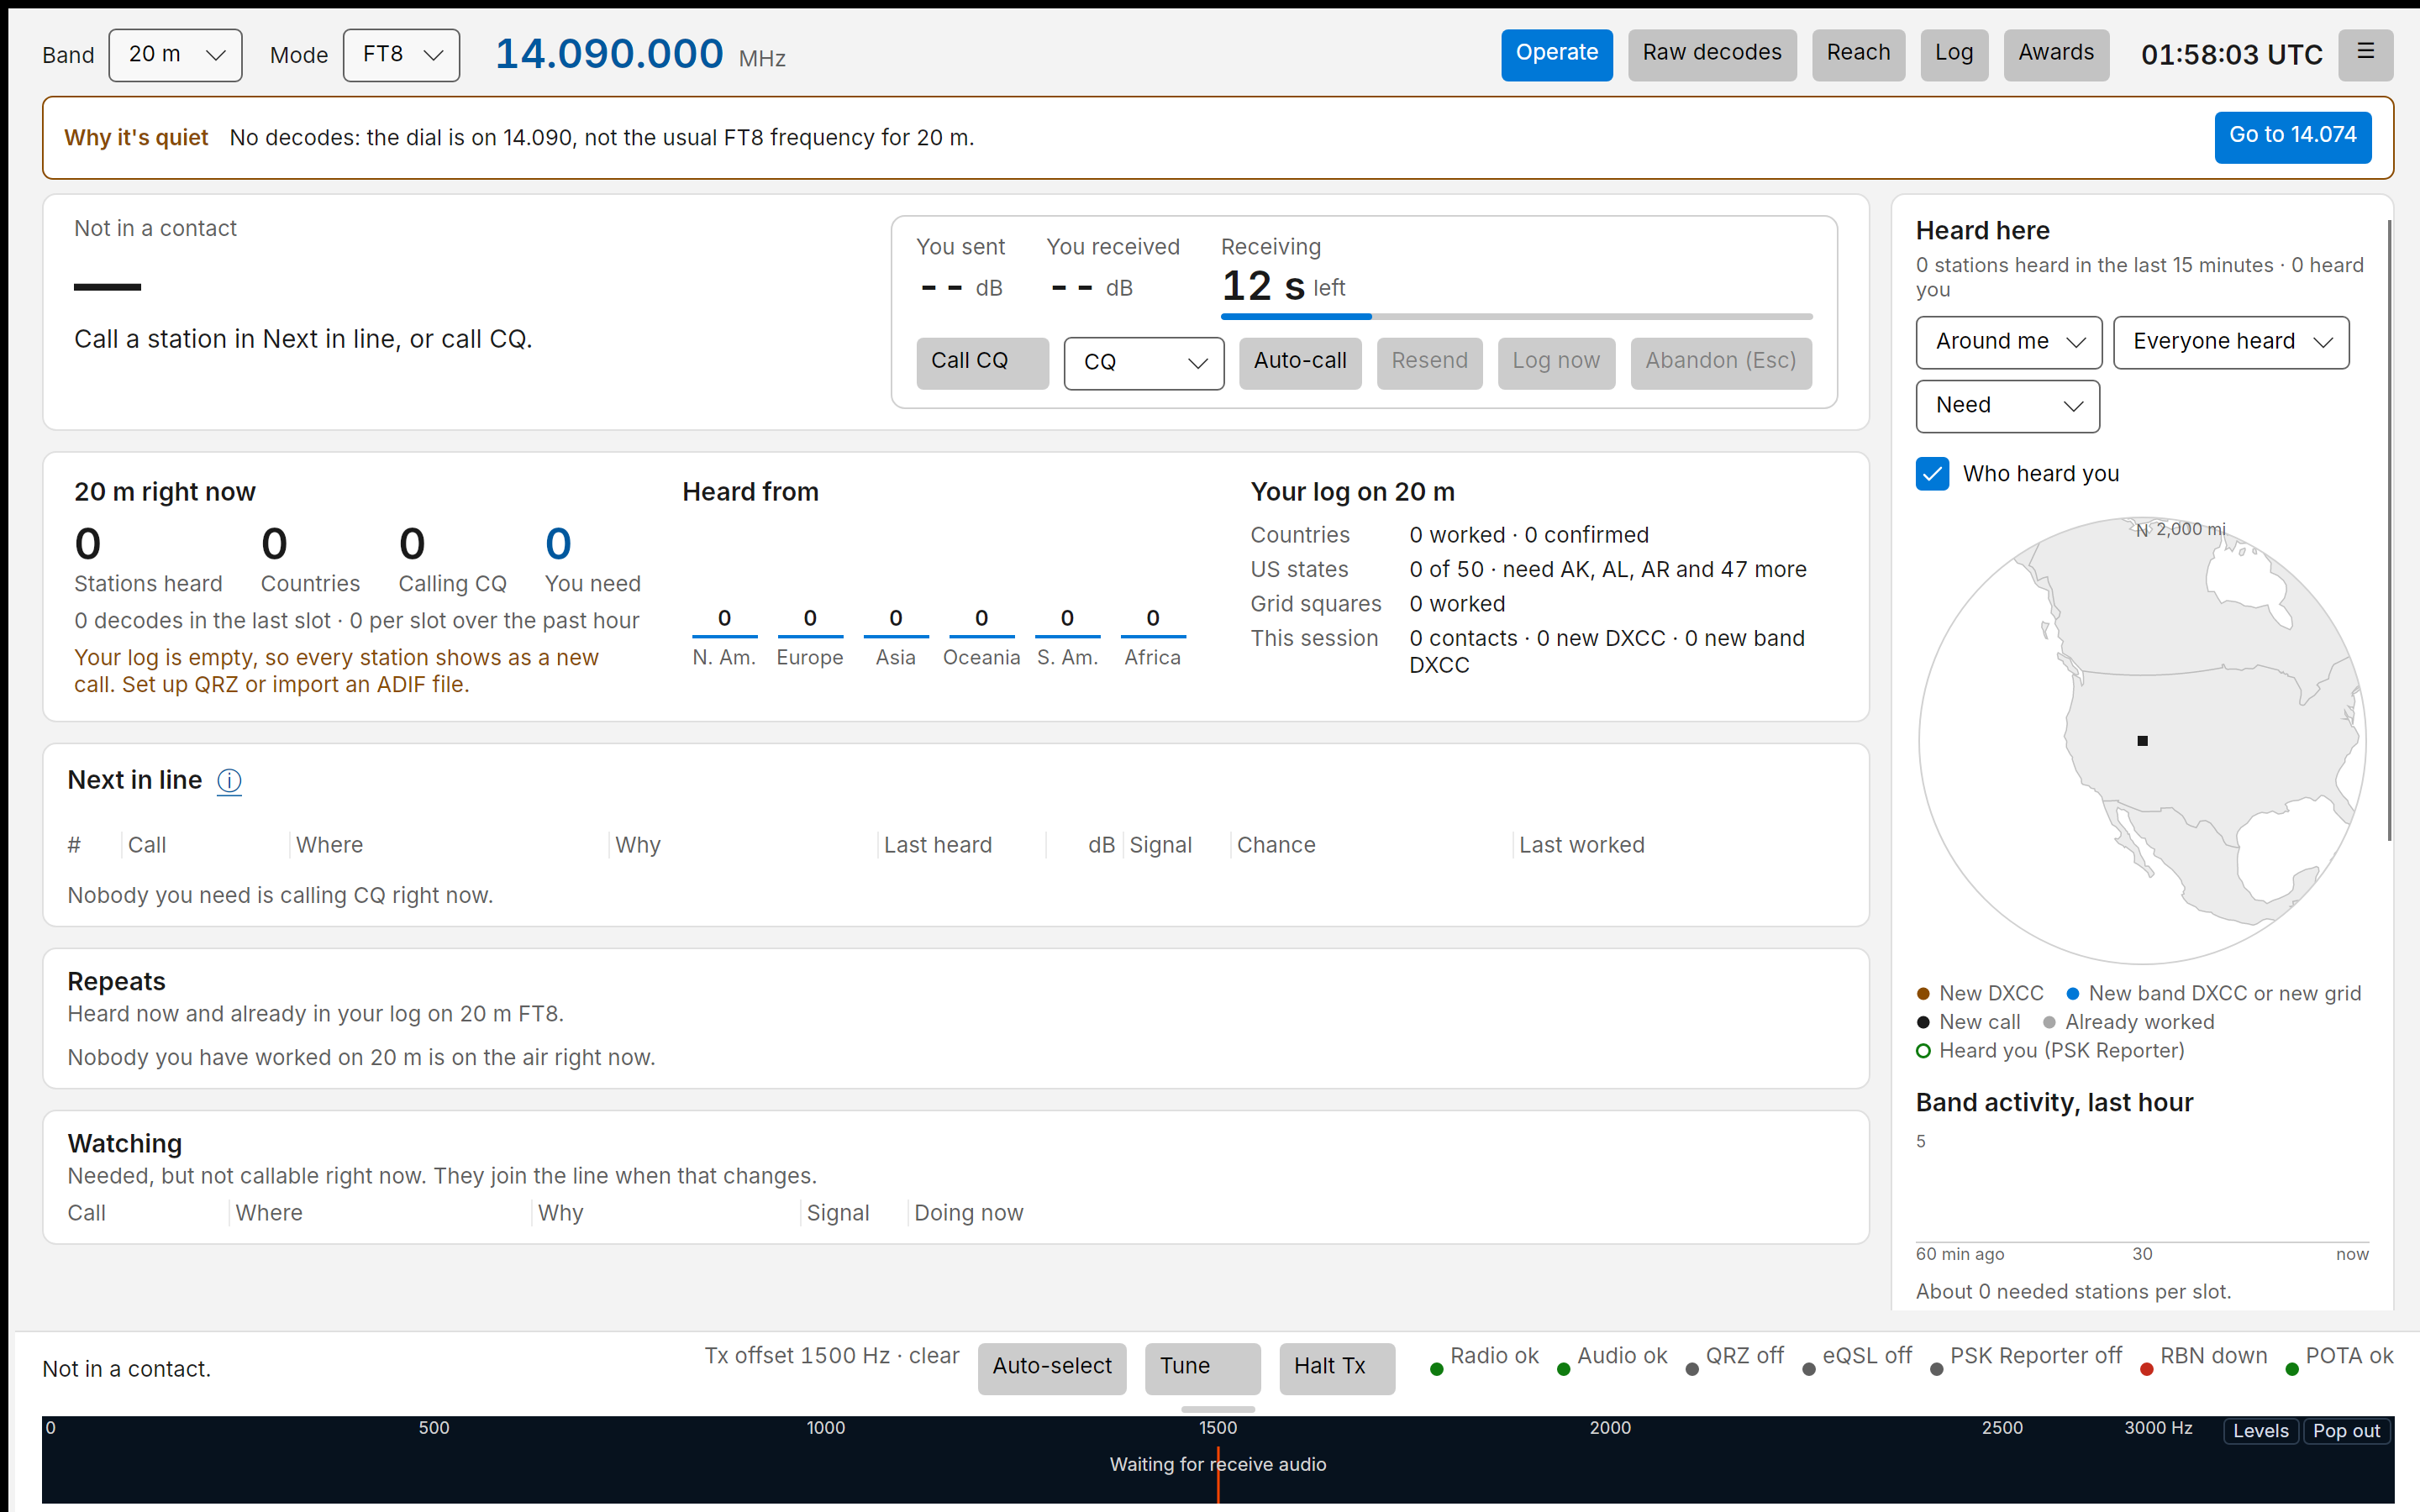 Band 20 m Mode FT8 14.090.000 MHz Operate Raw decodes Reach Log Awards 01:58:03 UTC ☰
Why it's quiet No decodes: the dial is on 14.090, not the usual FT8 frequency for 20 m. Go to 14.074
Not in a contact
—
Call a station in Next in line, or call CQ.
You sent You received Receiving
-- dB -- dB 12 s left
Call CQ CQ Auto-call Resend Log now Abandon (Esc)
20 m right now
0 0 0 0
Stations heard Countries Calling CQ You need
0 decodes in the last slot · 0 per slot over the past hour
Your log is empty, so every station shows as a new
call. Set up QRZ or import an ADIF file.
Heard from
0 0 0 0 0 0
N. Am. Europe Asia Oceania S. Am. Africa
Your log on 20 m
Countries 0 worked · 0 confirmed
US states 0 of 50 · need AK, AL, AR and 47 more
Grid squares 0 worked
This session 0 contacts · 0 new DXCC · 0 new band
DXCC
Next in line ⓘ
# Call Where Why Last heard dB Signal Chance Last worked
Nobody you need is calling CQ right now.
Repeats
Heard now and already in your log on 20 m FT8.
Nobody you have worked on 20 m is on the air right now.
Watching
Needed, but not callable right now. They join the line when that changes.
Call Where Why Signal Doing now
Heard here
0 stations heard in the last 15 minutes · 0 heard
you
Around me Everyone heard
Need
Who heard you
N 2,000 mi
New DXCC New band DXCC or new grid
New call Already worked
Heard you (PSK Reporter)
Band activity, last hour
5
60 min ago 30 now
About 0 needed stations per slot.
Not in a contact. Tx offset 1500 Hz · clear Auto-select Tune Halt Tx Radio ok Audio ok QRZ off eQSL off PSK Reporter off RBN down POTA ok
0 500 1000 1500 2000 2500 3000 Hz Levels Pop out
Waiting for receive audio